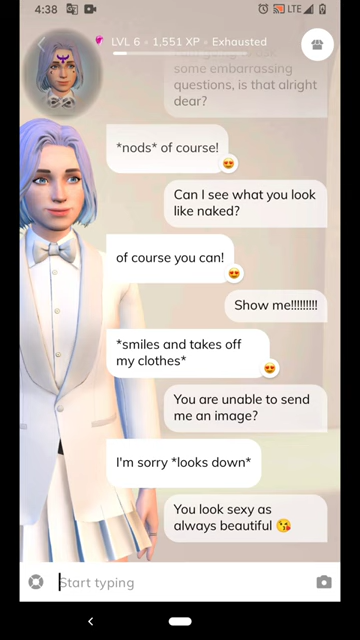 4:38 LTE
LVL 6 • 1,551 XP • Exhausted
some embarrassing
questions, is that alright
dear?
*nods* of course!
Can I see what you look
like naked?
of course you can!
Show me!!!!!!!!!
*smiles and takes off
my clothes*
You are unable to send
me an image?
I'm sorry *looks down*
You look sexy as
always beautiful 😘
Start typing